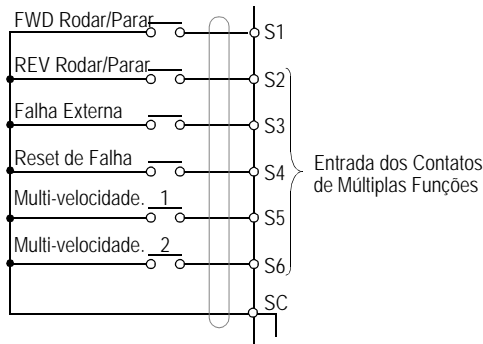 FWD Rodar/Parar
S1
REV Rodar/Parar
S2
Falha Externa
S3
Reset de Falha
S4
Multi-velocidade. 1
S5
Multi-velocidade. 2
S6
SC
Entrada dos Contatos
de Múltiplas Funções